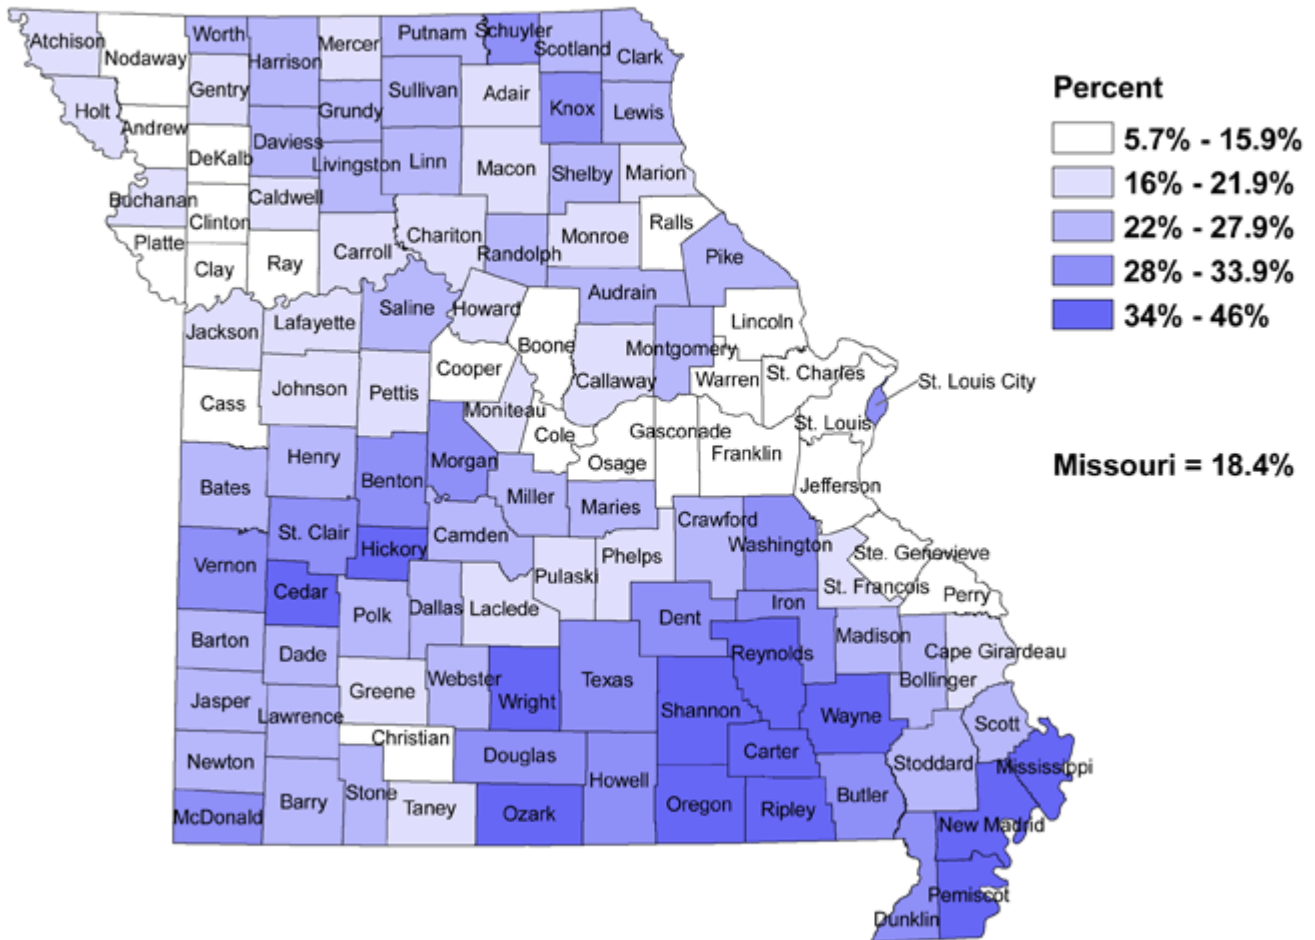 Atchison
Nodaway
Worth
Harrison
Mercer
Putnam
Schuyler
Scotland
Clark
Gentry
Holt
Andrew
DeKalb
Daviess
Grundy
Sullivan
Adair
Knox
Lewis
Livingston
Linn
Macon
Shelby
Marion
Buchanan
Clinton
Caldwell
Platte
Clay
Ray
Carroll
Chariton
Randolph
Monroe
Ralls
Pike
Audrain
Jackson
Lafayette
Saline
Howard
Boone
Callaway
Montgomery
Lincoln
Warren
St. Charles
St. Louis City
St. Louis
Cass
Johnson
Pettis
Cooper
Moniteau
Cole
Osage
Gasconade
Franklin
Jefferson
Bates
Henry
Benton
Morgan
Miller
Maries
Crawford
Washington
Ste. Genevieve
St. François
Perry
Vernon
St. Clair
Hickory
Camden
Pulaski
Phelps
Cedar
Polk
Dallas
Laclede
Dent
Iron
Reynolds
Madison
Bollinger
Cape Girardeau
Barton
Dade
Jasper
Lawrence
Greene
Webster
Wright
Texas
Shannon
Wayne
Scott
Stoddard
Mississippi
Newton
Christian
Douglas
Howell
Carter
Butler
New Madrid
McDonald
Barry
Stone
Taney
Ozark
Oregon
Ripley
Pemiscot
Dunklin
Percent
5.7% - 15.9%
16% - 21.9%
22% - 27.9%
28% - 33.9%
34% - 46%
Missouri = 18.4%